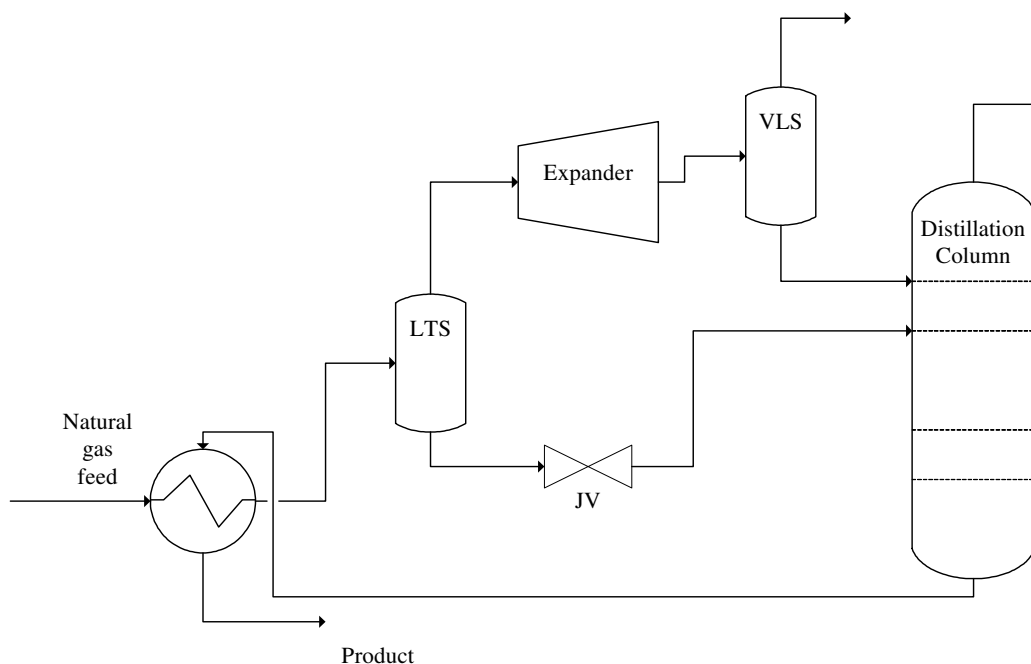 VLS
Expander
Distillation
Column
LTS
Natural
gas
feed
JV
Product